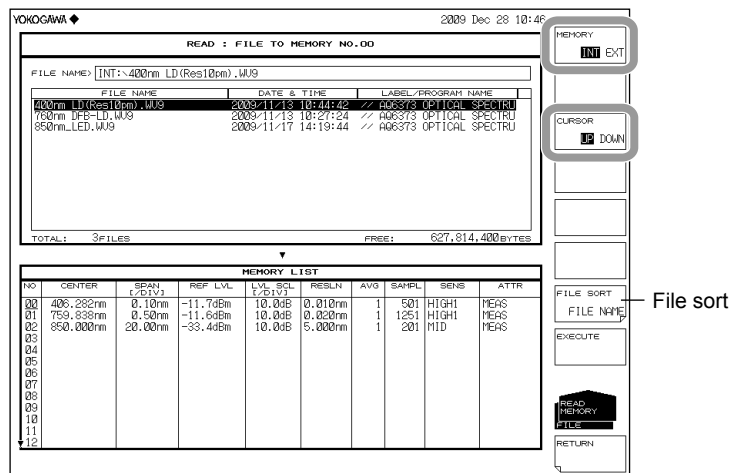 YOKOGAWA ◆ 2009 Dec 28 10:46
READ : FILE TO MEMORY NO.00
FILE NAME> INT:\400nm LD(Res10pm).WU9
FILE NAME DATE & TIME LABEL/PROGRAM NAME
400nm LD(Res10pm).WU9 2009/11/13 10:44:42 // AQ6373 OPTICAL SPECTRU
760nm DFB-LD.WU9 2009/11/13 10:27:24 // AQ6373 OPTICAL SPECTRU
850nm_LED.WU9 2009/11/17 14:19:44 // AQ6373 OPTICAL SPECTRU
TOTAL: 3FILES FREE: 627,814,400BYTES
▼
MEMORY LIST
NO CENTER SPAN [/DIV] REF LVL LVL SCL [/DIV] RESLN AVG SAMPL SENS ATTR
00 406.282nm 0.10nm -11.7dBm 10.0dB 0.010nm 1 501 HIGH1 MEAS
01 759.838nm 0.50nm -11.6dBm 10.0dB 0.020nm 1 1251 HIGH1 MEAS
02 850.000nm 20.00nm -33.4dBm 10.0dB 5.000nm 1 201 MID MEAS
03
04
05
06
07
08
09
10
11
▼12
MEMORY
INT EXT
CURSOR
UP DOWN
FILE SORT
FILE NAME
File sort
EXECUTE
READ
MEMORY
FILE
RETURN